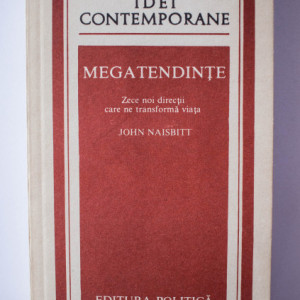 IDEI
CONTEMPORANE
MEGATENDINȚE
Zece noi direcții
care ne transformă viața
JOHN NAISBITT
EDITURA POLITICĂ